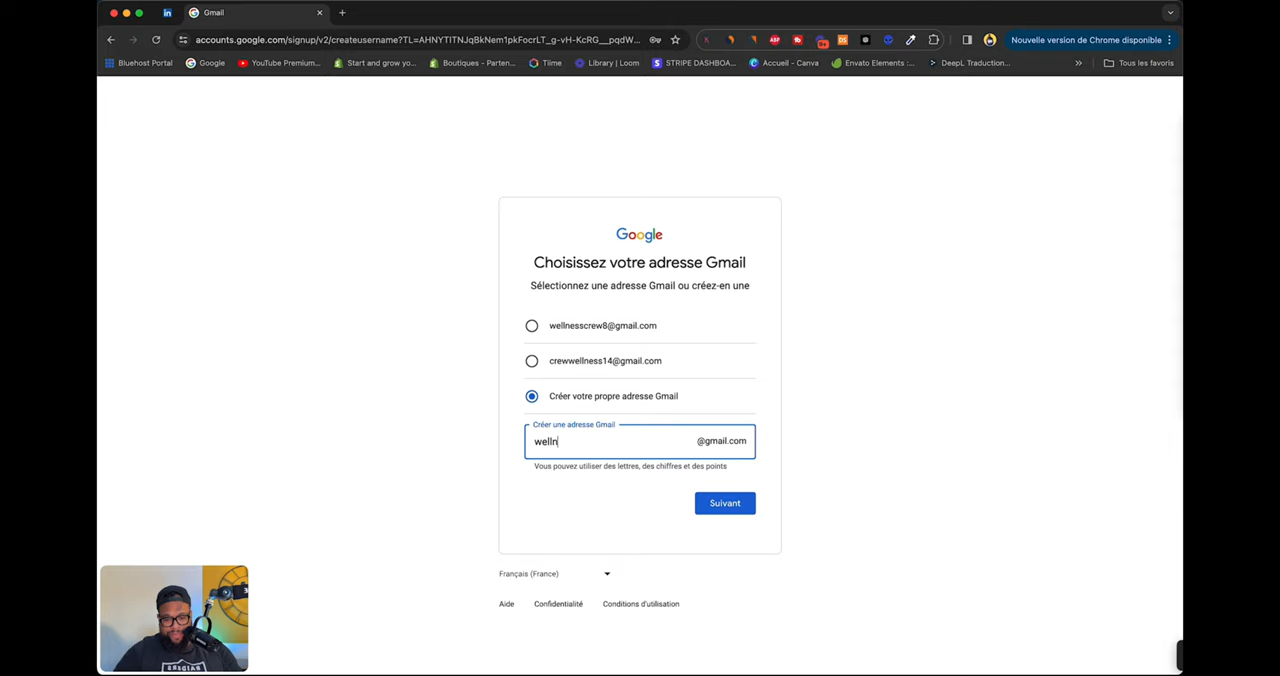 Gmail
accounts.google.com/signup/v2/createusername?TL=AHNYTITNJqBkNem1pkFocrLT_g-vH-KcRG__pqdW...
Nouvelle version de Chrome disponible
Bluehost Portal
Google
YouTube Premium...
Start and grow yo...
Boutiques - Parten...
Tiime
Library | Loom
STRIPE DASHBOA...
Accueil - Canva
Envato Elements :...
DeepL Traduction...
»
Tous les favoris
Google
Choisissez votre adresse Gmail
Sélectionnez une adresse Gmail ou créez-en une
wellnesscrew8@gmail.com
crewwellness14@gmail.com
Créer votre propre adresse Gmail
Créer une adresse Gmail
welln
@gmail.com
Vous pouvez utiliser des lettres, des chiffres et des points
Suivant
Français (France)
Aide
Confidentialité
Conditions d'utilisation